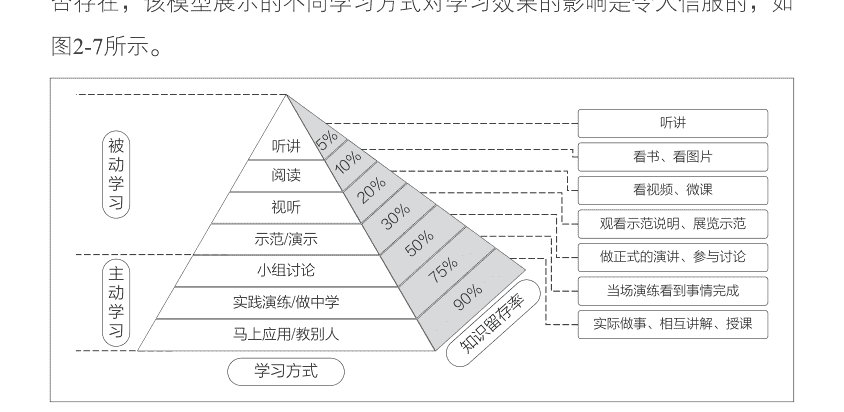 否存在，该模型展示的不同学习方式对学习效果的影响是令人信服的，如
图2-7所示。
被动学习
主动学习
听讲
阅读
视听
示范/演示
小组讨论
实践演练/做中学
马上应用/教别人
学习方式
5%
10%
20%
30%
50%
75%
90%
知识留存率
听讲
看书、看图片
看视频、微课
观看示范说明、展览示范
做正式的演讲、参与讨论
当场演练看到事情完成
实际做事、相互讲解、授课